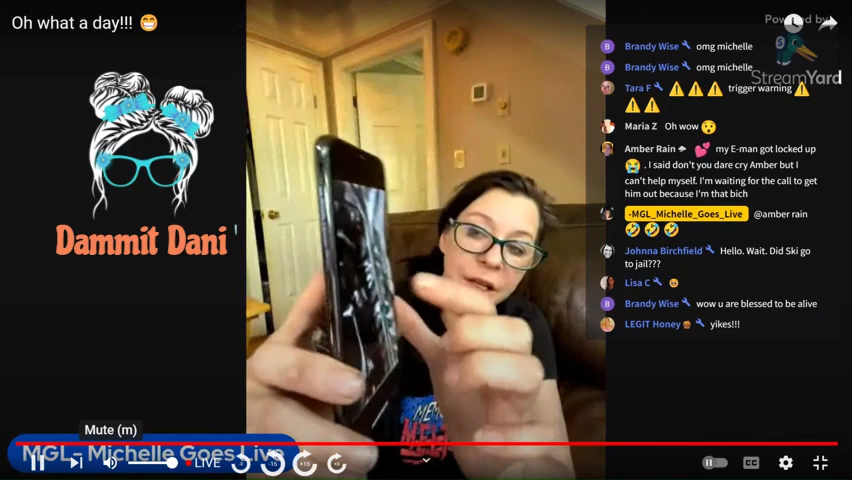 Oh what a day!!! 😁
Powered by
StreamYard
Brandy Wise omg michelle
Brandy Wise omg michelle
Tara F ⚠️ ⚠️ ⚠️ trigger warning ⚠️
⚠️ ⚠️
Maria Z Oh wow 😯
Amber Rain 💕 my E-man got locked up
😭 . I said don't you dare cry Amber but I
can't help myself. I'm waiting for the call to get
him out because I'm that bich
-MGL_Michelle_Goes_Live @amber rain
🤣 🤣 🤣
Johnna Birchfield Hello. Wait. Did Ski go
to jail???
Lisa C 🥺
Brandy Wise wow u are blessed to be alive
LEGIT Honey yikes!!!
Dammit Dani
Mute (m)
MGL- Michelle Goes Live
LIVE
-15
+15
CC